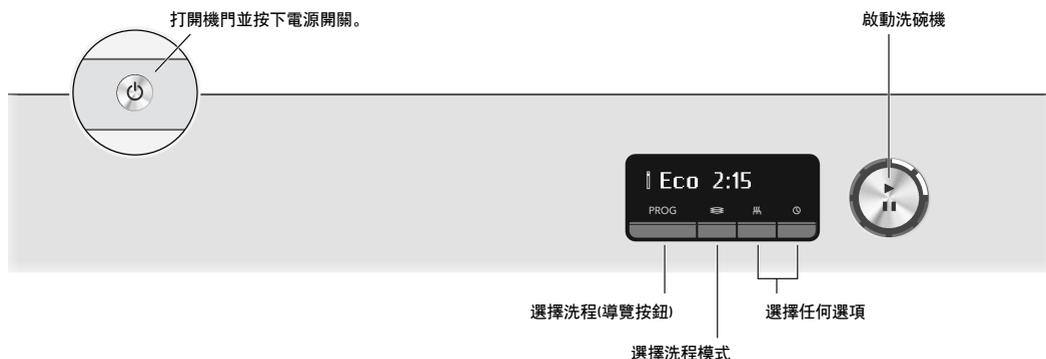 打開機門並按下電源開關。
啟動洗碗機
Eco 2:15
PROG
選擇洗程(導覽按鈕)
選擇任何選項
選擇洗程模式